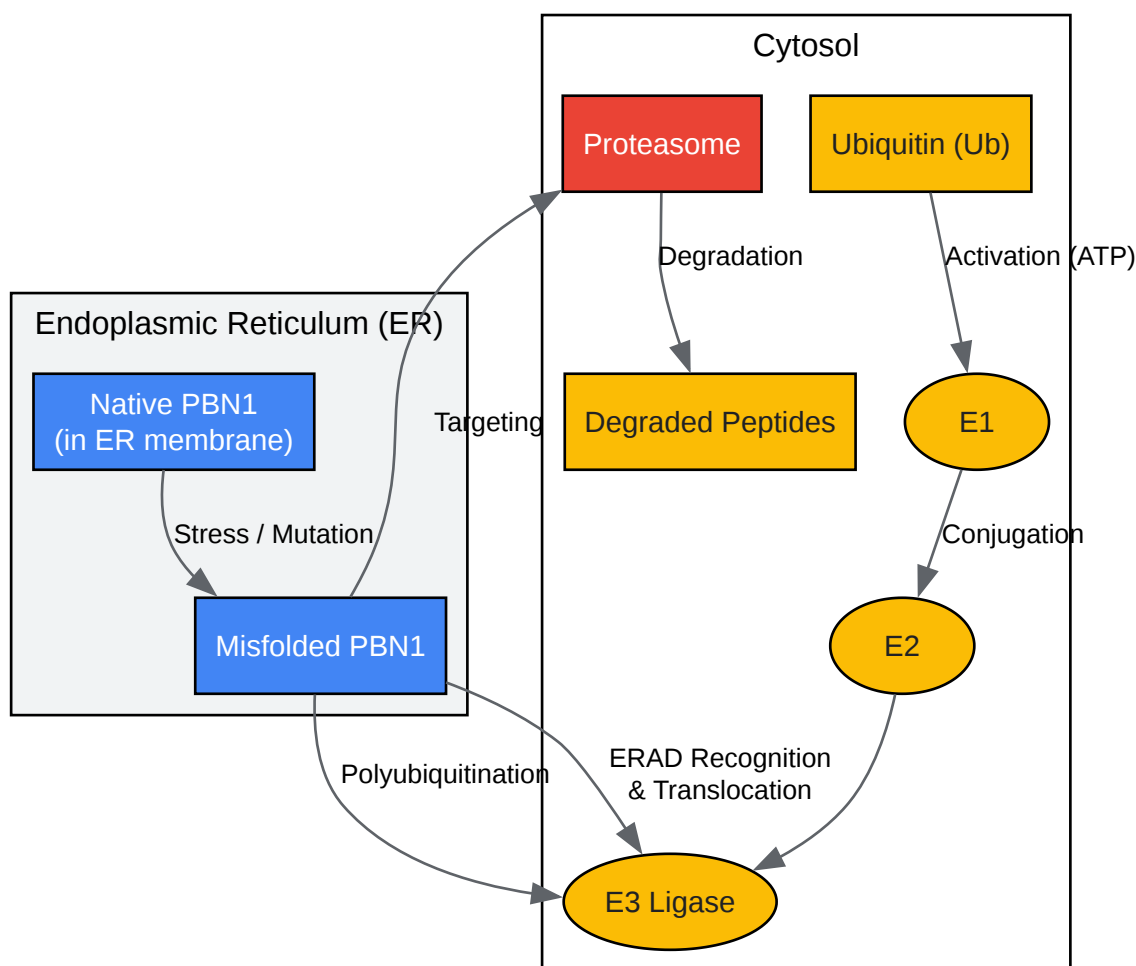 Cytosol
Proteasome
Ubiquitin (Ub)
Degradation
Activation (ATP)
Endoplasmic Reticulum (ER)
Native PBN1
(in ER membrane)
Targeting
Degraded Peptides
E1
Stress / Mutation
Conjugation
Misfolded PBN1
E2
Polyubiquitination
ERAD Recognition
& Translocation
E3 Ligase